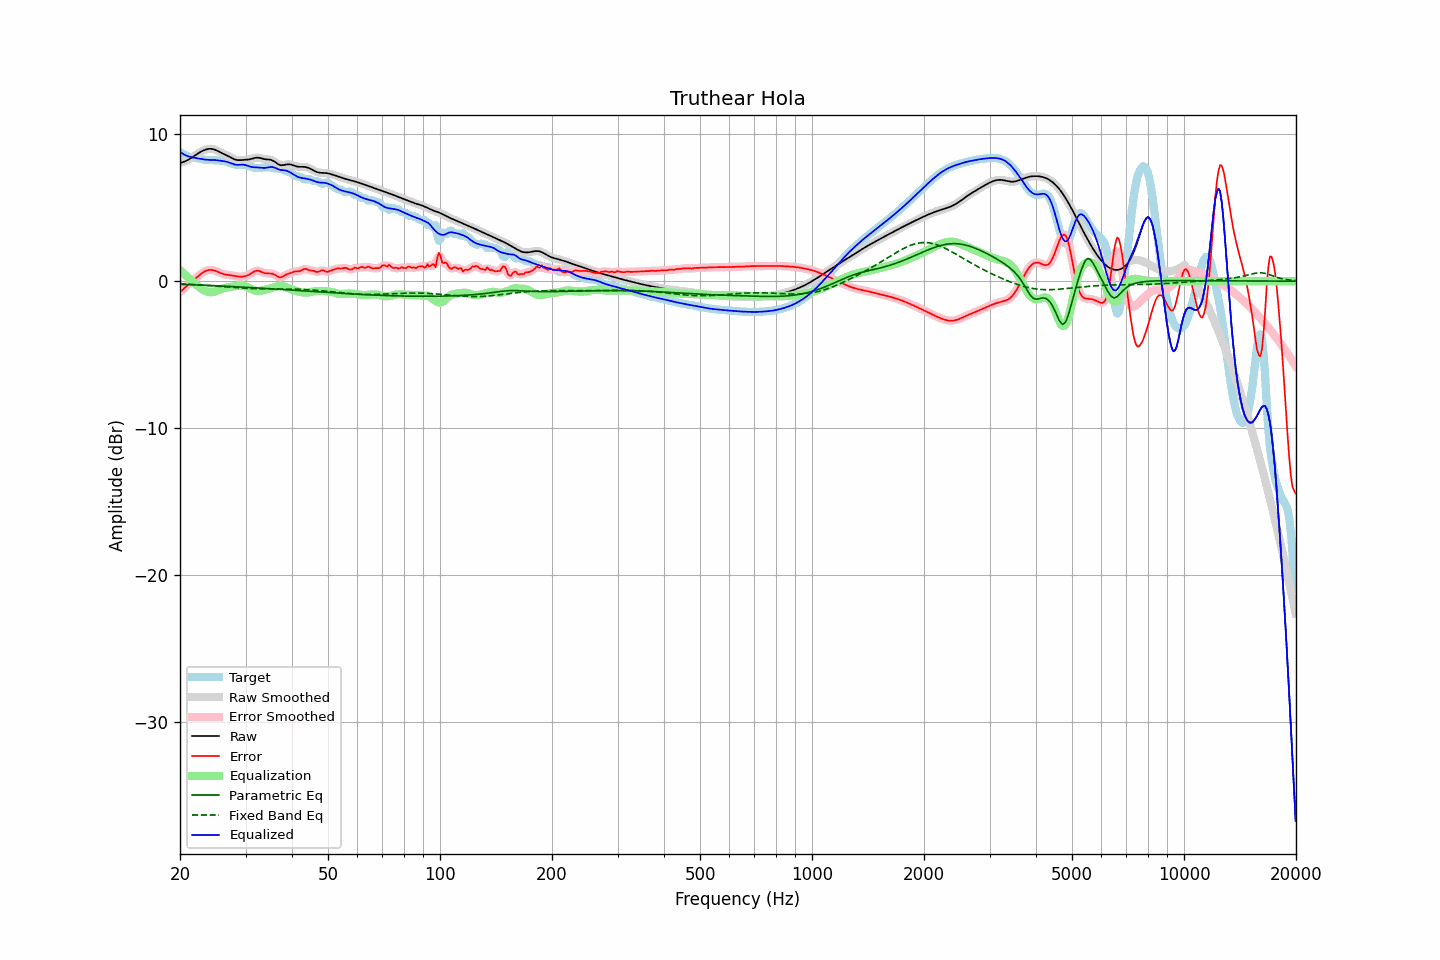 Truthear Hola
10
0
−10
−20
−30
Amplitude (dBr)
Target
Raw Smoothed
Error Smoothed
Raw
Error
Equalization
Parametric Eq
Fixed Band Eq
Equalized
20 50 100 200 500 1000 2000 5000 10000 20000
Frequency (Hz)